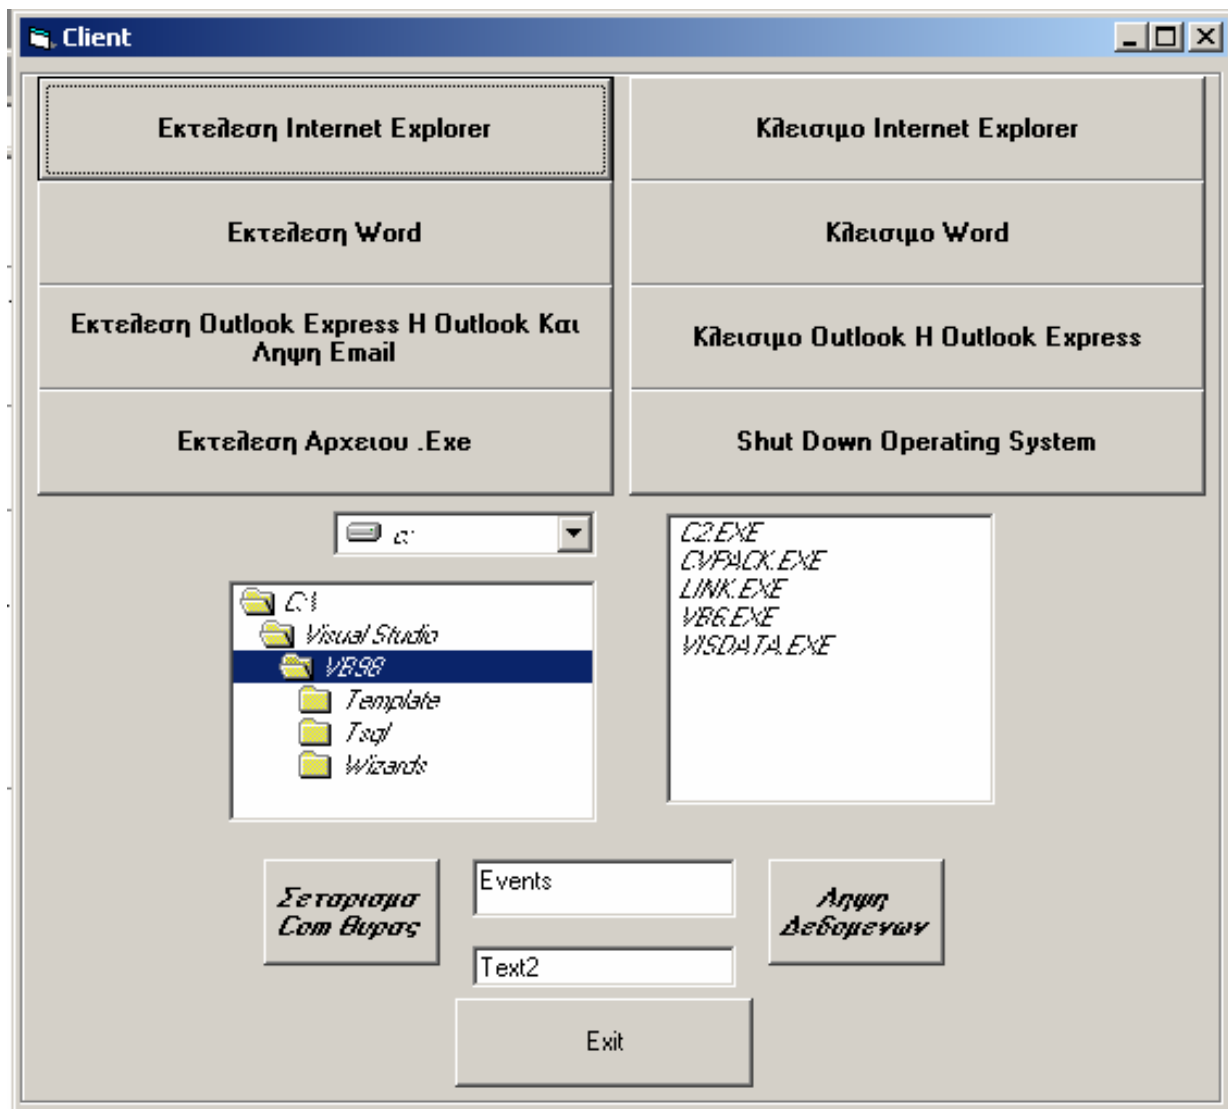 Client
Εκτελεση Internet Explorer
Κλεισιμο Internet Explorer
Εκτελεση Word
Κλεισιμο Word
Εκτελεση Outlook Express Η Outlook Και
Ληψη Email
Κλεισιμο Outlook Η Outlook Express
Εκτελεση Αρχειου .Exe
Shut Down Operating System
c:
C:\
Visual Studio
VB98
Template
Tsql
Wizards
C2.EXE
CVPACK.EXE
LINK.EXE
VB6.EXE
VISDATA.EXE
Σεταρισμα
Com Θυρας
Events
Text2
Ληψη
Δεδομενων
Exit